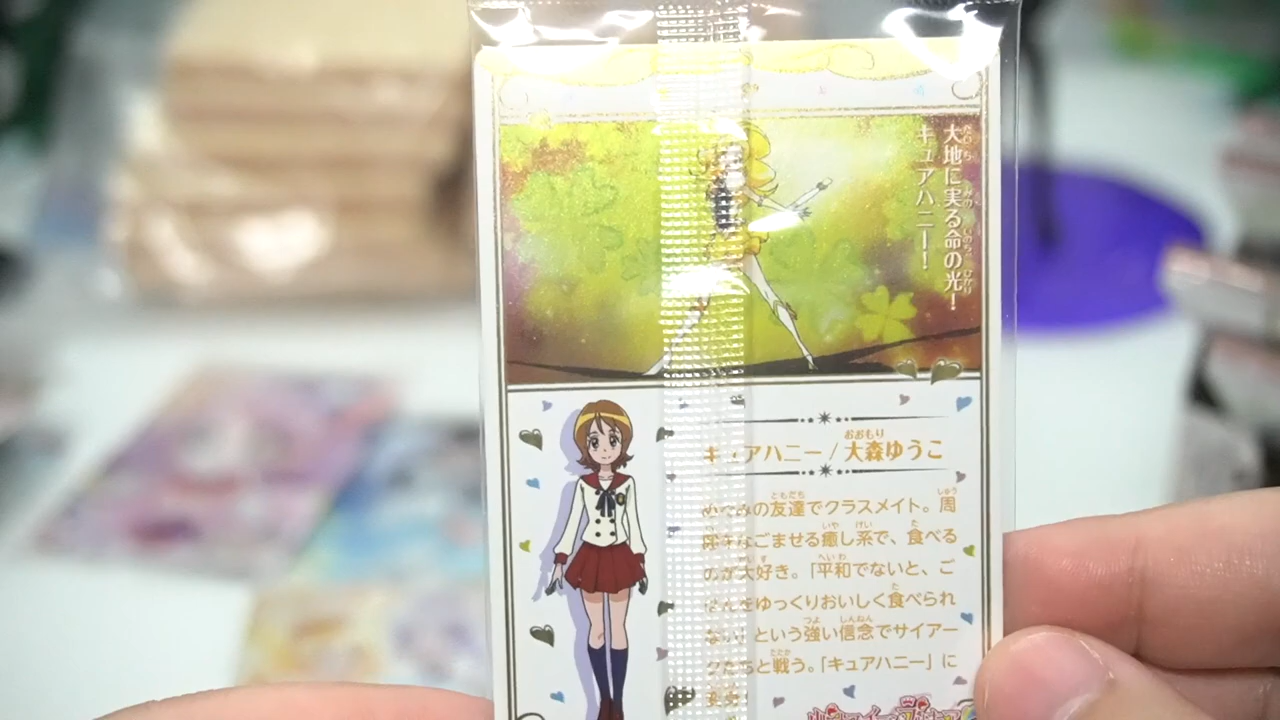 大地に実る命の光！
キュアハニー！
キュアハニー/大森ゆうこ
めぐみの友達でクラスメイト。周
なごませる癒し系で、食べる
のが大好き。「平和でないと、ご
はんをゆっくりおいしく食べられ
ない」という強い信念でサイアー
クたちと戦う。「キュアハニー」に
変身!